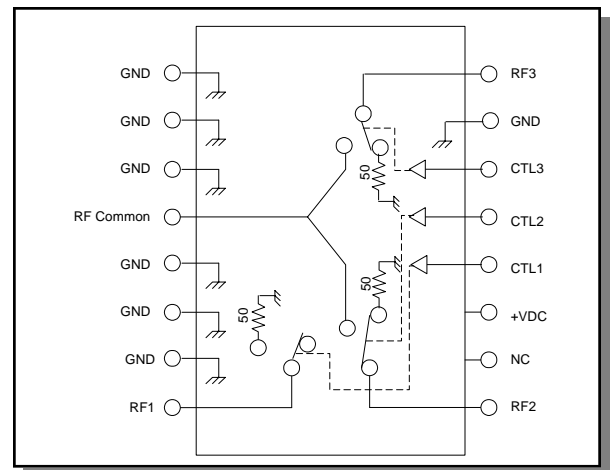 GND
GND
GND
RF Common
GND
GND
GND
RF1
RF3
GND
CTL3
CTL2
CTL1
+VDC
NC
RF2
50
50
50